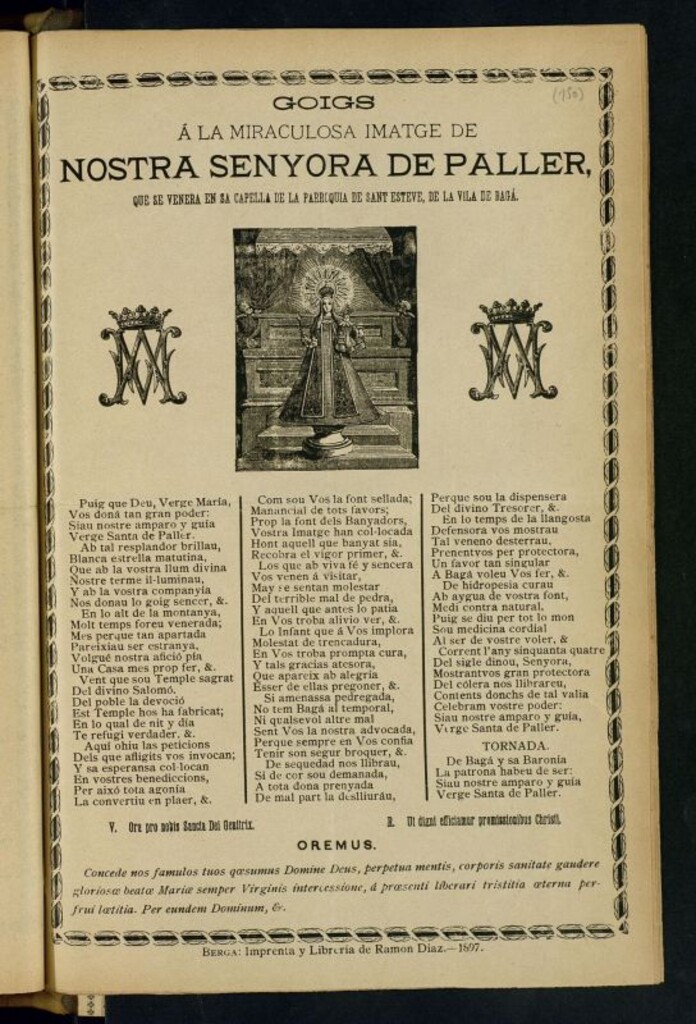 (150)
GOIGS
Á LA MIRACULOSA IMATGE DE
NOSTRA SENYORA DE PALLER,
QUE SE VENERA EN SA CAPELLA DE LA PARROQUIA DE SANT ESTEVE, DE LA VILA DE BAGÁ.
Puig que Deu, Verge María,
Vos doná tan gran poder:
Siau nostre amparo y guía
Verge Santa de Paller.
Ab tal resplandor brillau,
Blanca estrella matutina,
Que ab la vostra llum divina
Nostre terme il-luminau,
Y ab la vostra companyía
Nos donau lo goig sencer, &.
En lo alt de la montanya,
Molt temps foreu venerada;
Mes perque tan apartada
Pareixiau ser estranya,
Volgué nostra afició pía
Una Casa mes prop fer, &.
Vent que sou Temple sagrat
Del divino Salomó,
Del poble la devoció
Est Temple hos ha fabricat;
En lo qual de nit y día
Te refugi verdader, &.
Aquí ohiu las peticions
Dels que afligits vos invocan;
Y sa esperansa col-locan
En vostres benediccions,
Per aixó tota agonía
La convertiu en plaer, &.
Com sou Vos la font sellada;
Manancial de tots favors;
Prop la font dels Banyadors,
Vostra Imatge han col-locada
Hont aquell que banyat sía,
Recobra el vigor primer, &.
Los que ab viva fé y sencera
Vos venen á visitar,
May se sentan molestar
Del terrible mal de pedra,
Y aquell que antes lo patia
En Vos troba alivio ver, &.
Lo Infant que á Vos implora
Molestat de trencadura,
En Vos troba prompta cura,
Y tals gracias atesora,
Que apareix ab alegría
Esser de ellas pregoner, &.
Si amenassa pedregada,
No tem Bagá al temporal,
Ni qualsevol altre mal
Sent Vos la nostra advocada,
Perque sempre en Vos confía
Tenir son segur broquer, &.
De sequedad nos llibrau,
Si de cor sou demanada,
A tota dona prenyada
De mal part la deslliuráu,
Perque sou la dispensera
Del divino Tresorer, &.
En lo temps de la llangosta
Defensora vos mostrau
Tal veneno desterrau,
Prenentvos per protectora,
Un favor tan singular
A Bagá voleu Vos fer, &.
De hidropesía curau
Ab aygua de vostra font,
Medi contra natural,
Puig se diu per tot lo mon
Sou medicina cordial
Al ser de vostre voler, &
Corrent l'any sinquanta quatre
Del sigle dinou, Senyora,
Mostrantvos gran protectora
Del cólera nos llibrareu,
Contents donchs de tal valía
Celebram vostre poder:
Siau nostre amparo y guía,
Verge Santa de Paller.
TORNADA.
De Bagá y sa Baronía
La patrona habeu de ser:
Siau nostre amparo y guía
Verge Santa de Paller.
V. Ora pro nobis Sancta Dei Genitrix.
R. Ut digni efficiamur promissionibus Christi.
OREMUS.
Concede nos famulos tuos qœsumus Domine Deus, perpetua mentis, corporis sanitate gaudere
gloriosœ beatœ Mariœ semper Virginis intercessione, á prœsenti liberari tristitia œterna per-
frui lœtitia. Per eundem Dominum, &.
BERGA: Imprenta y Librería de Ramon Diaz.—1897.